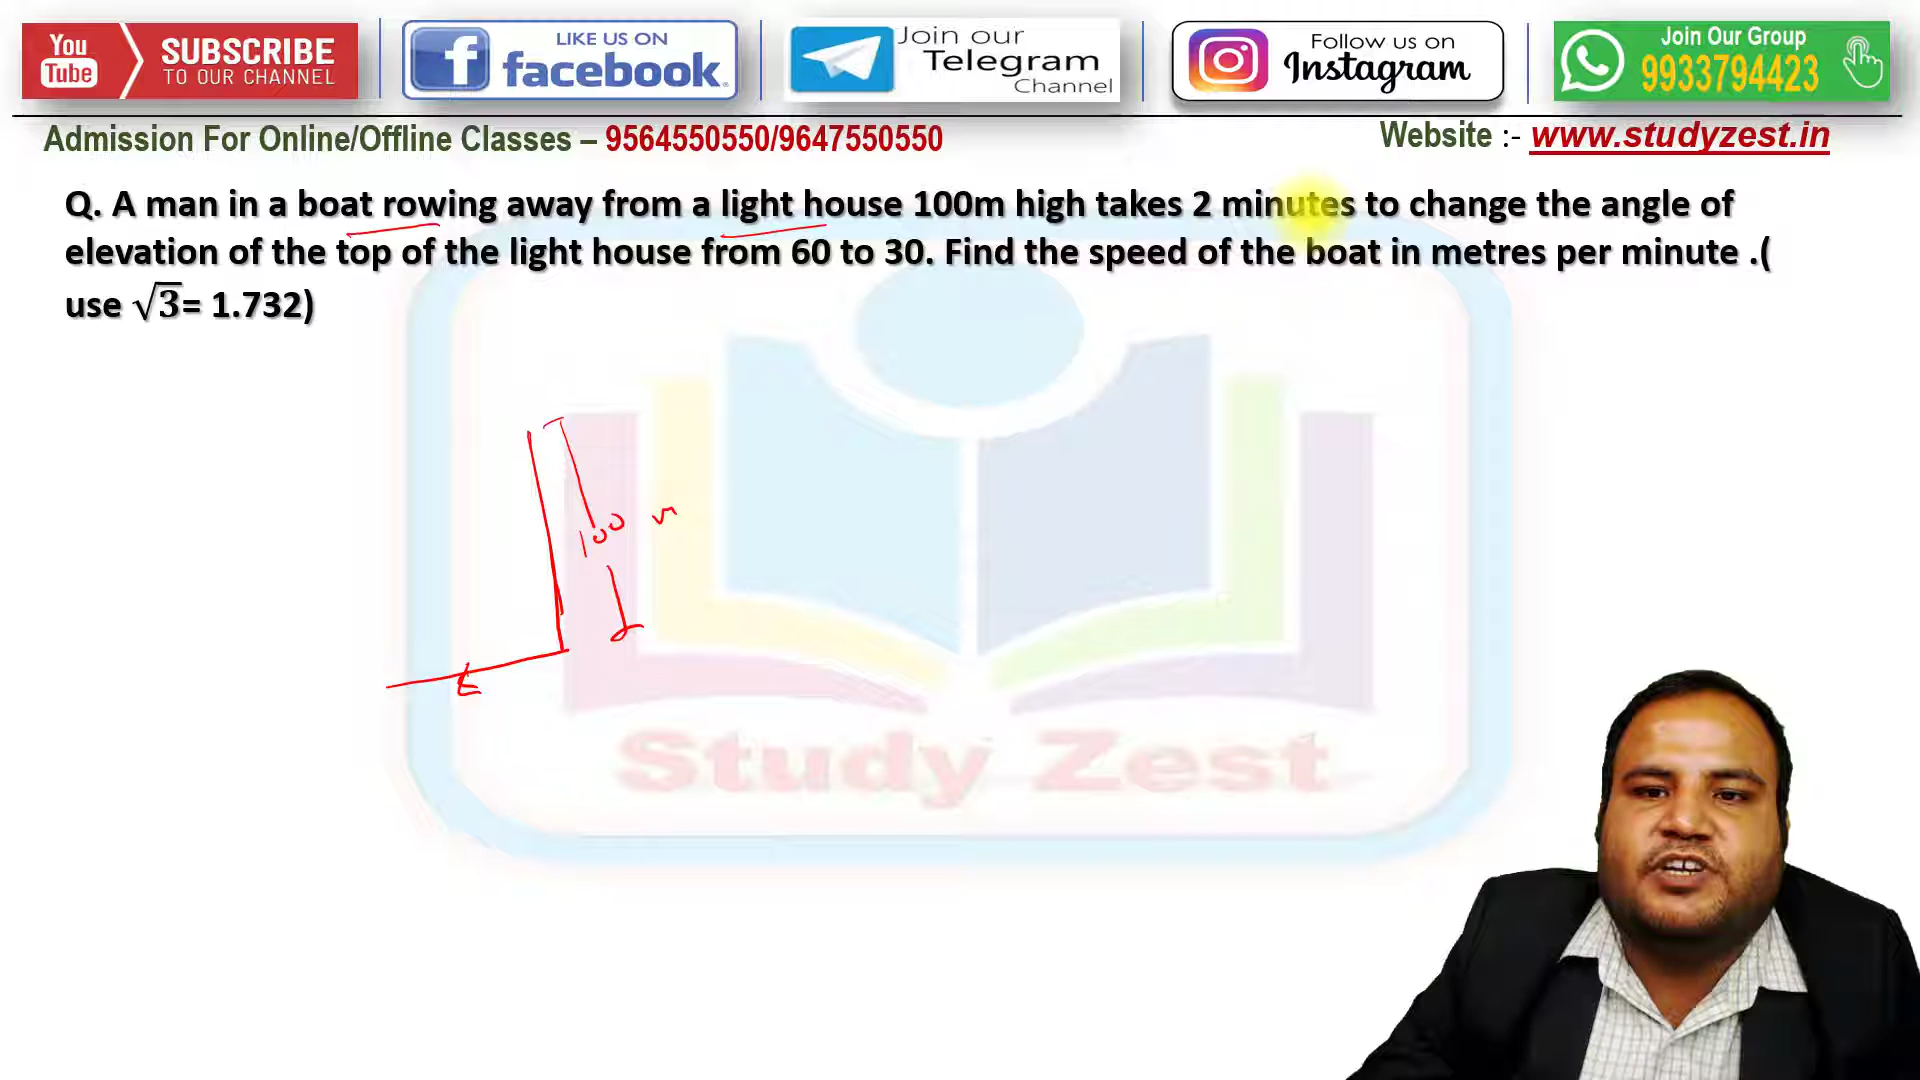 You
Tube
SUBSCRIBE
TO OUR CHANNEL
LIKE US ON
facebook
Join our
Telegram
Channel
Follow us on
Instagram
Join Our Group
9933794423
Admission For Online/Offline Classes – 9564550550/9647550550
Website :- www.studyzest.in
Q. A man in a boat rowing away from a light house 100m high takes 2 minutes to change the angle of
elevation of the top of the light house from 60 to 30. Find the speed of the boat in metres per minute .(
use √3= 1.732)
100 m
Study Zest